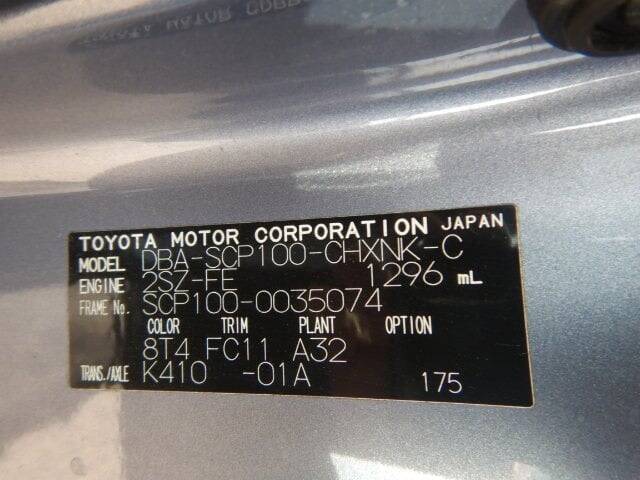 TOYOTA MOTOR CORPORATION JAPAN
MODEL DBA-SCP100-CHXNK-C
ENGINE 2SZ-FE 1296 mL
FRAME No. SCP100-0035074
COLOR TRIM PLANT OPTION
8T4 FC11 A32
TRANS./AXLE K410 -01A 175